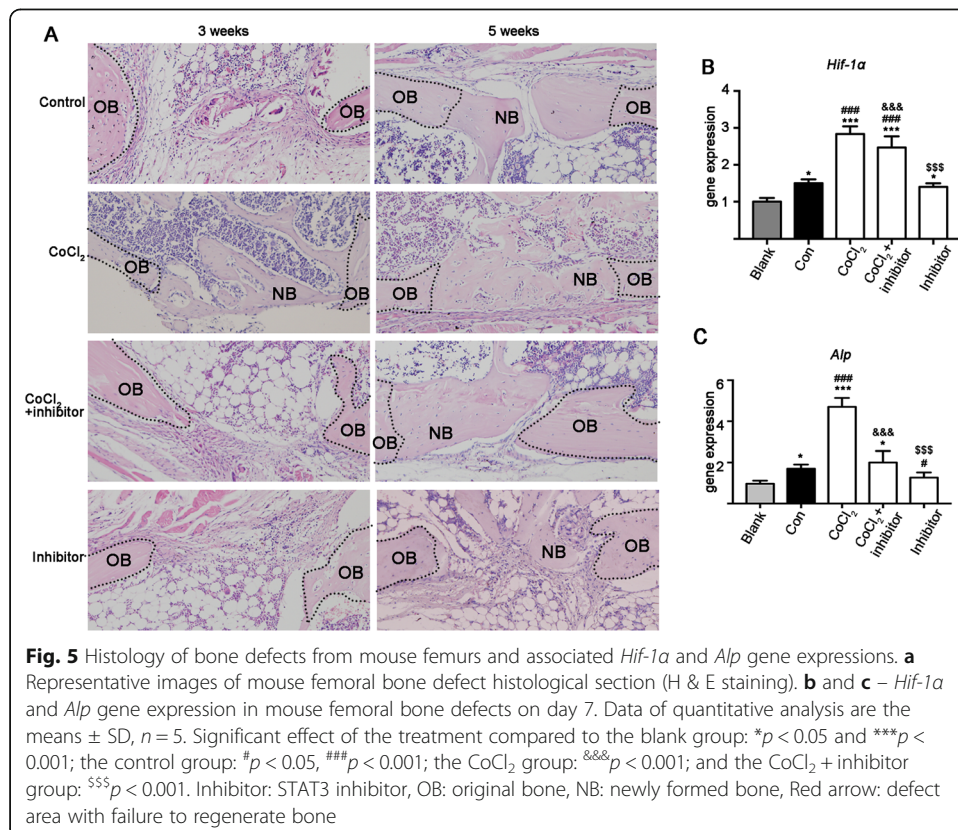 A
3 weeks
5 weeks
Control
OB
OB
OB
NB
OB
CoCl₂
OB
NB
OB
OB
NB
OB
CoCl₂
+inhibitor
OB
OB
OB
NB
OB
Inhibitor
OB
OB
OB
NB
OB
B
Hif-1α
gene expression
4
3
2
1
*
###
***
&&&
###
***
$$$
*
Blank
Con
CoCl₂
CoCl₂+
inhibitor
Inhibitor
C
Alp
gene expression
6
4
2
*
###
***
&&&
*
$$$
#
Blank
Con
CoCl₂
CoCl₂+
inhibitor
Inhibitor
Fig. 5 Histology of bone defects from mouse femurs and associated Hif-1α and Alp gene expressions. a
Representative images of mouse femoral bone defect histological section (H & E staining). b and c – Hif-1α
and Alp gene expression in mouse femoral bone defects on day 7. Data of quantitative analysis are the
means ± SD, n = 5. Significant effect of the treatment compared to the blank group: *p < 0.05 and ***p <
0.001; the control group: #p < 0.05, ###p < 0.001; the CoCl₂ group: &&&p < 0.001; and the CoCl₂ + inhibitor
group: $$$p < 0.001. Inhibitor: STAT3 inhibitor, OB: original bone, NB: newly formed bone, Red arrow: defect
area with failure to regenerate bone